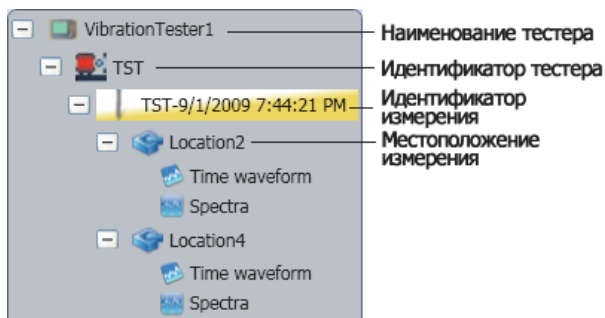 VibrationTester1 Наименование тестера
TST Идентификатор тестера
TST-9/1/2009 7:44:21 PM Идентификатор измерения
Location2 Местоположение измерения
Time waveform
Spectra
Location4
Time waveform
Spectra